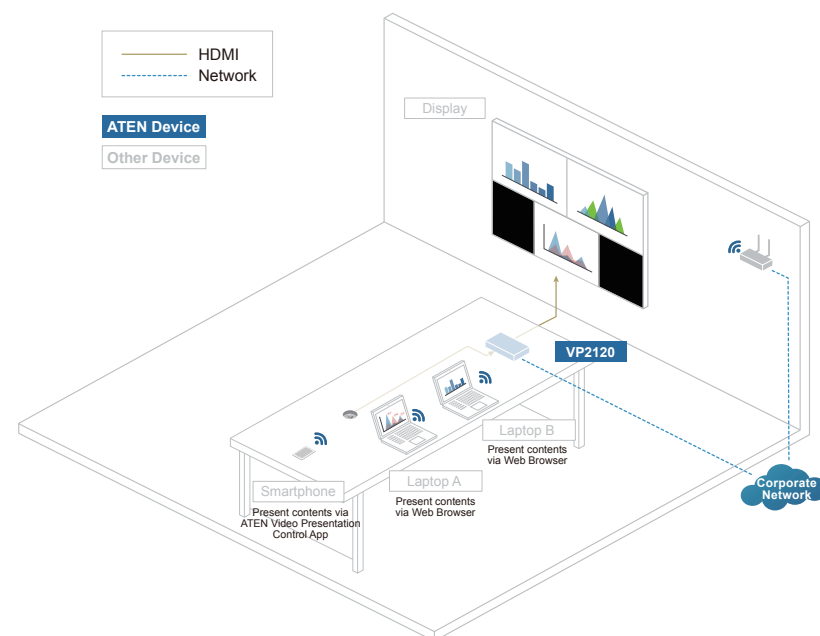 HDMI
Network
ATEN Device
Other Device
Display
VP2120
Laptop B
Present contents
via Web Browser
Laptop A
Present contents
via Web Browser
Smartphone
Present contents via
ATEN Video Presentation
Control App
Corporate
Network